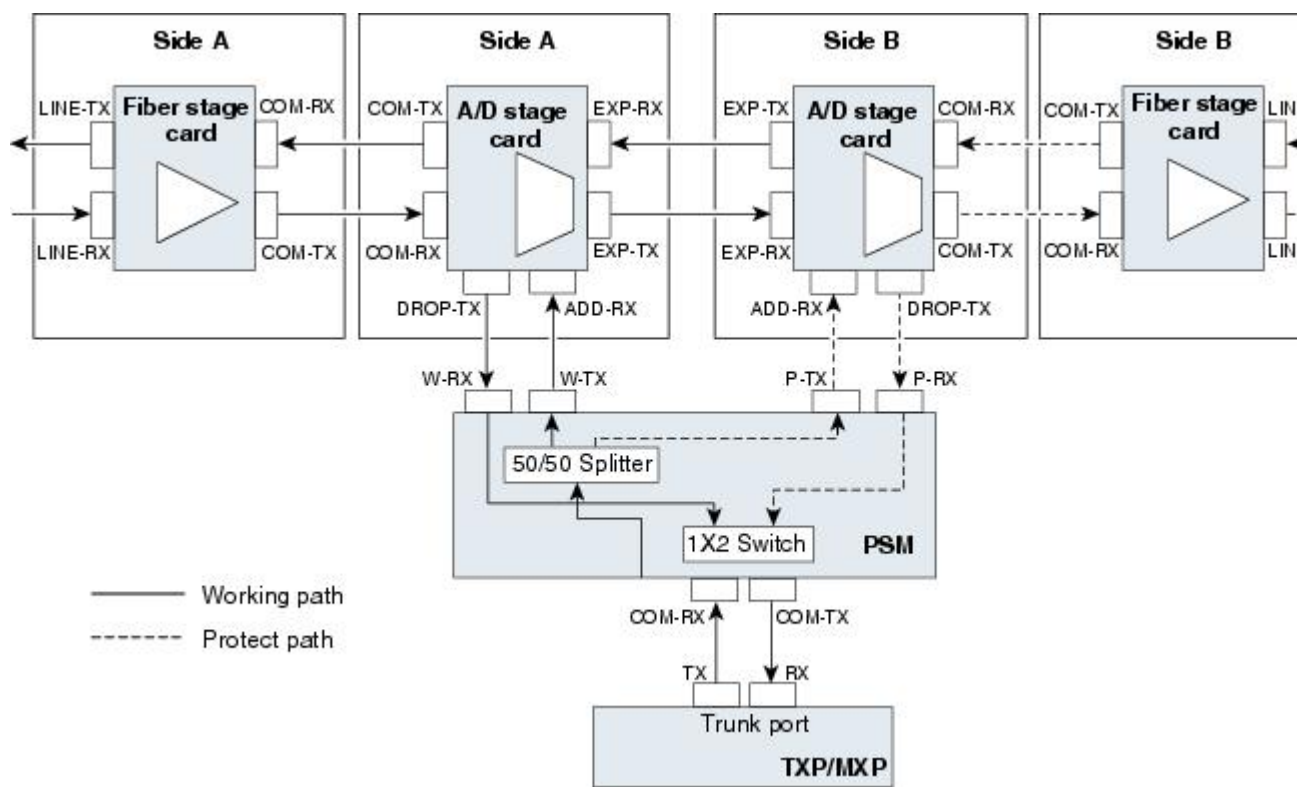 Side A
Side A
Side B
Side B
LINE-TX
Fiber stage
card
COM-RX
COM-TX
A/D stage
card
EXP-RX
EXP-TX
A/D stage
card
COM-RX
COM-TX
Fiber stage
card
LIN
LINE-RX
COM-TX
COM-RX
EXP-TX
EXP-RX
COM-TX
COM-RX
LIN
DROP-TX
ADD-RX
ADD-RX
DROP-TX
W-RX
W-TX
P-TX
P-RX
50/50 Splitter
1X2 Switch
PSM
Working path
Protect path
COM-RX
COM-TX
TX
RX
Trunk port
TXP/MXP